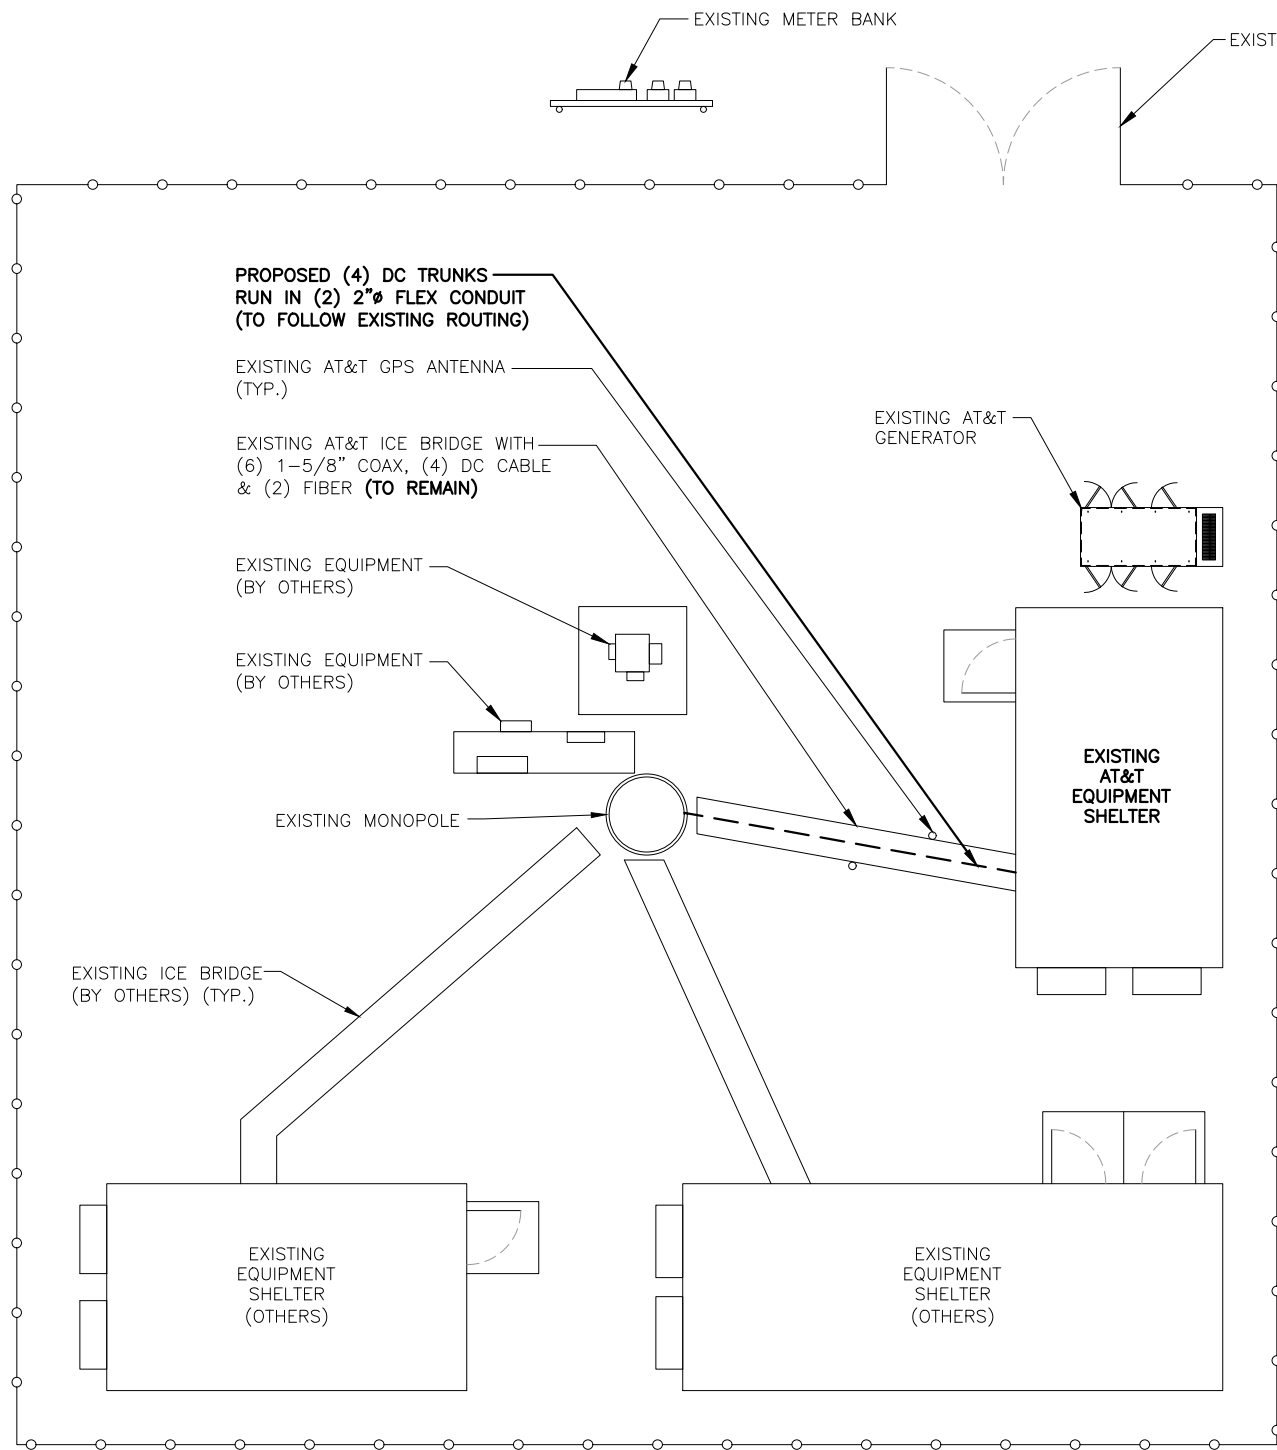 EXISTING METER BANK
EXIST
PROPOSED (4) DC TRUNKS
RUN IN (2) 2"ø FLEX CONDUIT
(TO FOLLOW EXISTING ROUTING)
EXISTING AT&T GPS ANTENNA
(TYP.)
EXISTING AT&T ICE BRIDGE WITH
(6) 1-5/8" COAX, (4) DC CABLE
& (2) FIBER (TO REMAIN)
EXISTING AT&T
GENERATOR
EXISTING EQUIPMENT
(BY OTHERS)
EXISTING EQUIPMENT
(BY OTHERS)
EXISTING MONOPOLE
EXISTING
AT&T
EQUIPMENT
SHELTER
EXISTING ICE BRIDGE
(BY OTHERS) (TYP.)
EXISTING
EQUIPMENT
SHELTER
(OTHERS)
EXISTING
EQUIPMENT
SHELTER
(OTHERS)